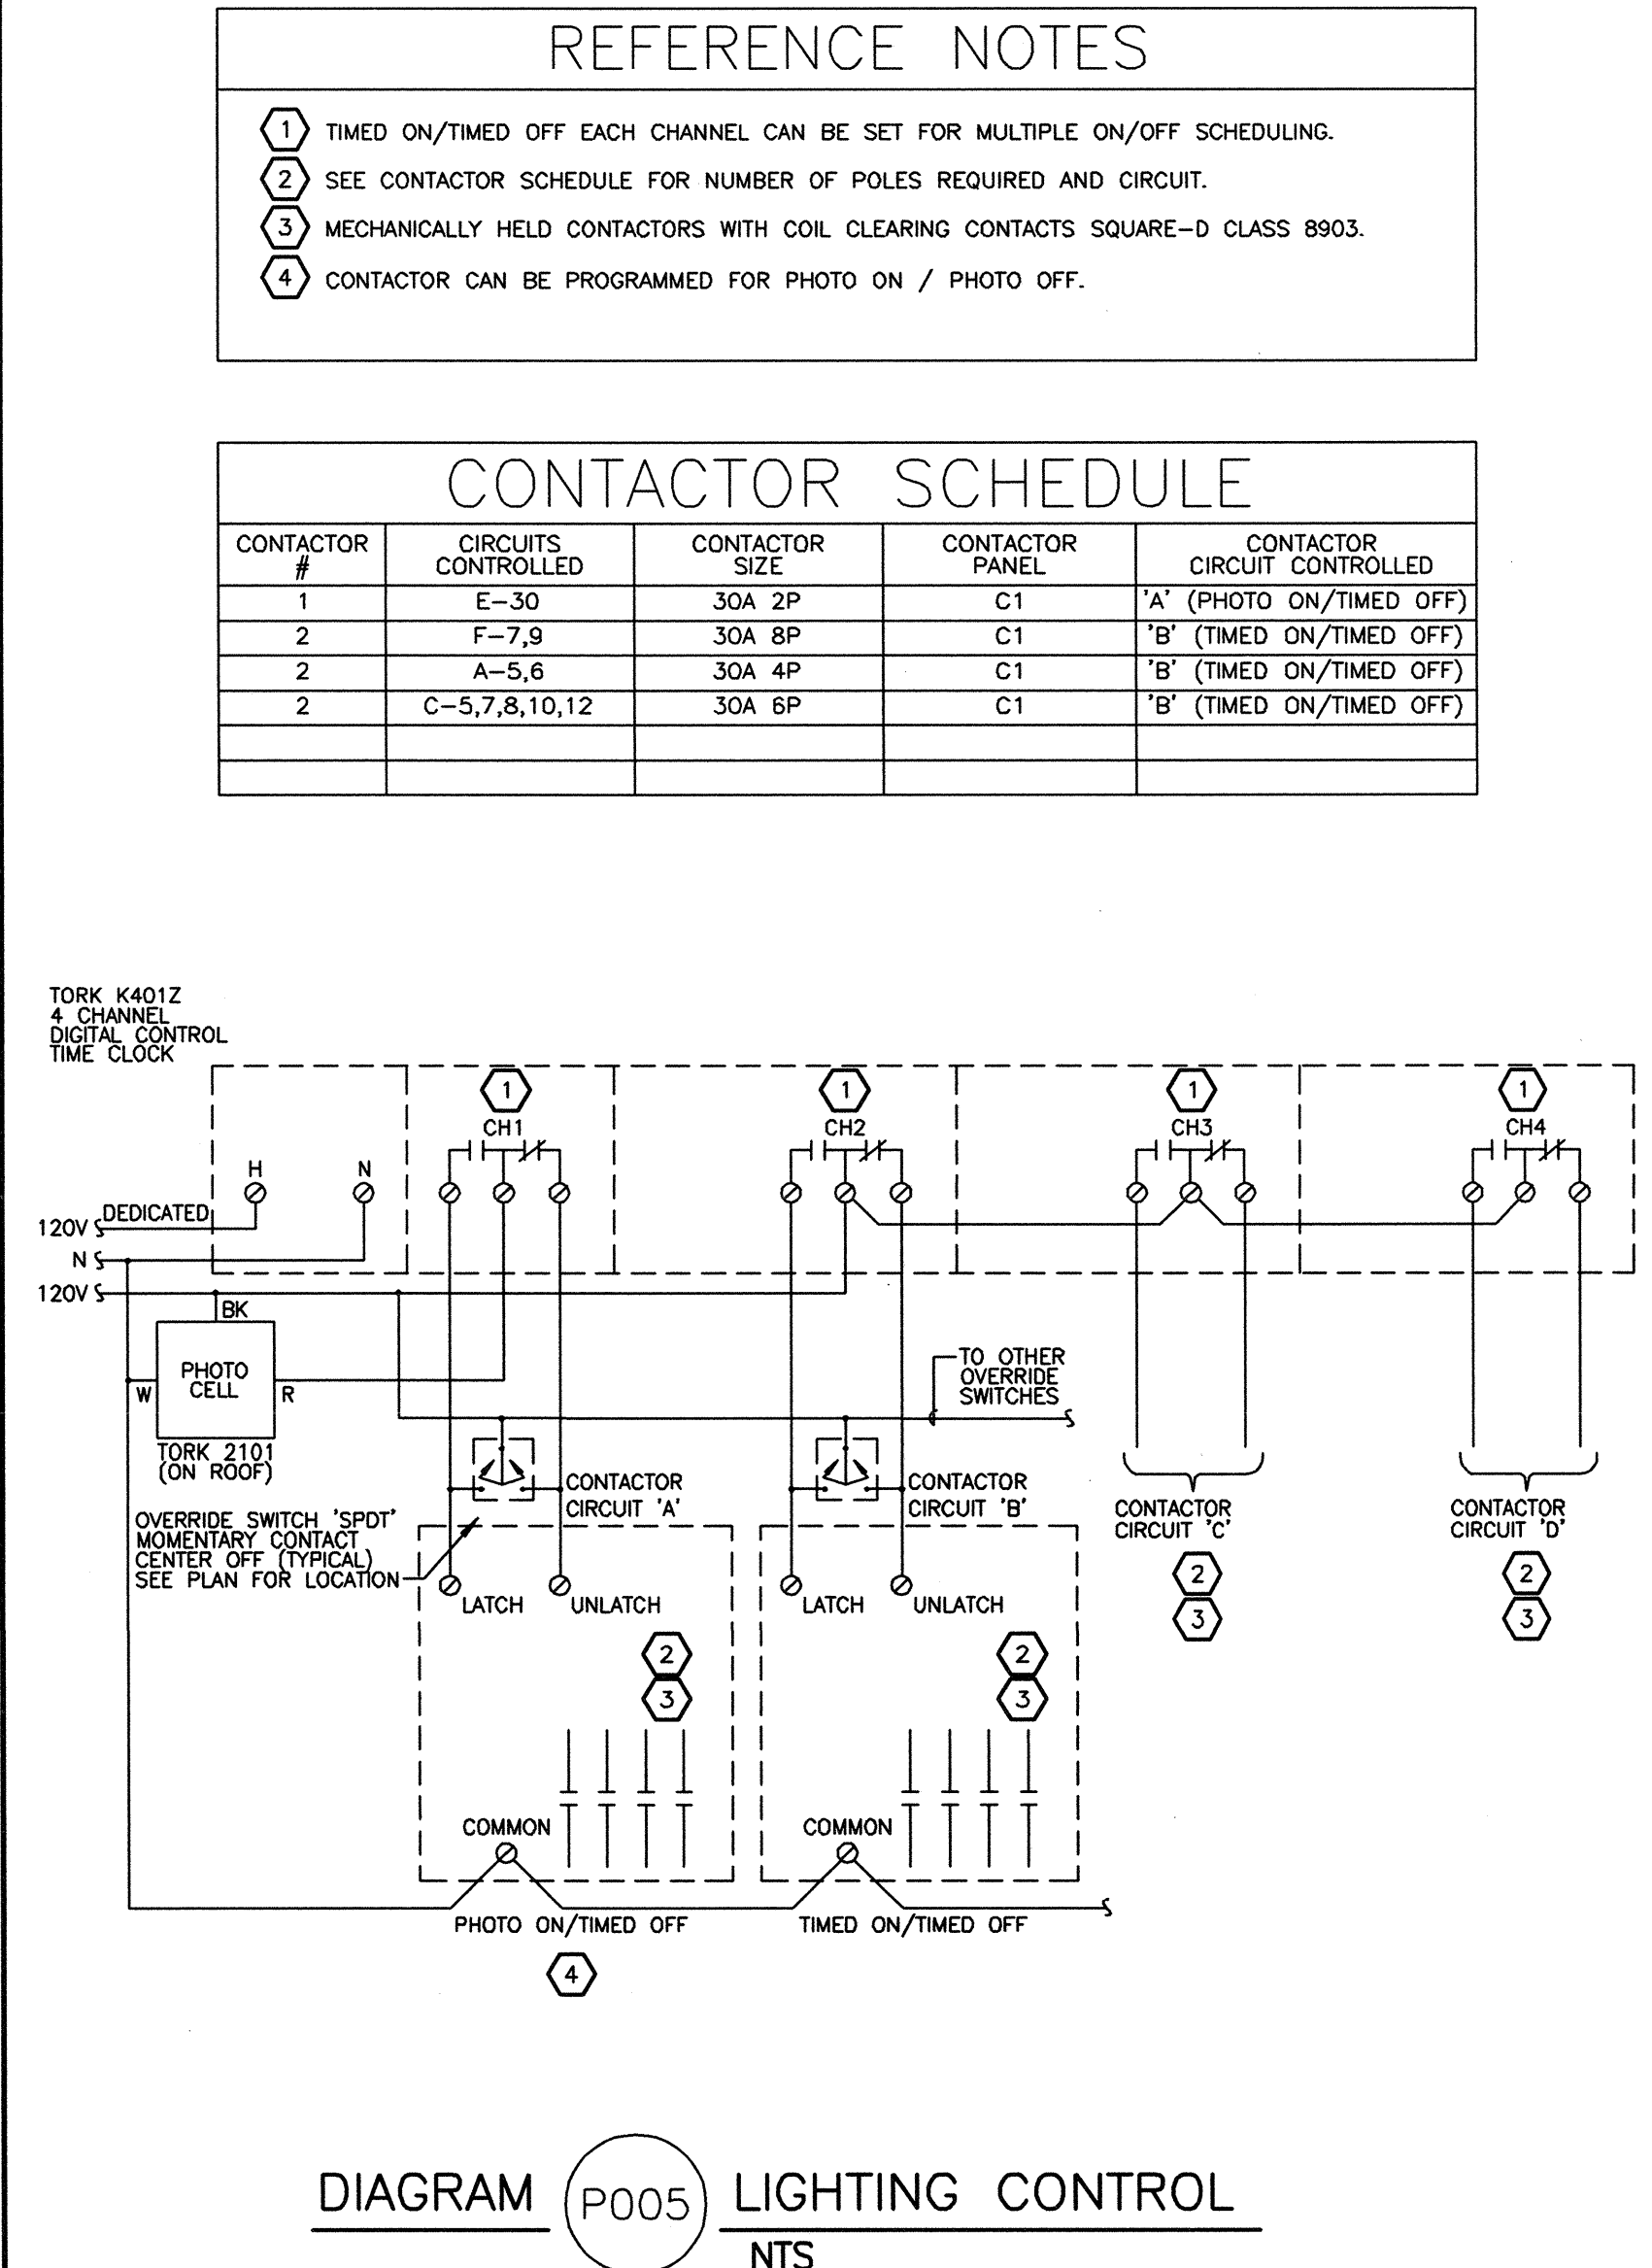 REFERENCE NOTES
1 TIMED ON/TIMED OFF EACH CHANNEL CAN BE SET FOR MULTIPLE ON/OFF SCHEDULING.
2 SEE CONTACTOR SCHEDULE FOR NUMBER OF POLES REQUIRED AND CIRCUIT.
3 MECHANICALLY HELD CONTACTORS WITH COIL CLEARING CONTACTS SQUARE-D CLASS 8903.
4 CONTACTOR CAN BE PROGRAMMED FOR PHOTO ON / PHOTO OFF.
CONTACTOR SCHEDULE
CONTACTOR # CIRCUITS CONTROLLED CONTACTOR SIZE CONTACTOR PANEL CONTACTOR CIRCUIT CONTROLLED
1 E-30 30A 2P C1 'A' (PHOTO ON/TIMED OFF)
2 F-7,9 30A 8P C1 'B' (TIMED ON/TIMED OFF)
2 A-5,6 30A 4P C1 'B' (TIMED ON/TIMED OFF)
2 C-5,7,8,10,12 30A 6P C1 'B' (TIMED ON/TIMED OFF)
TORK K401Z
4 CHANNEL
DIGITAL CONTROL
TIME CLOCK
1 1 1 1
CH1 CH2 CH3 CH4
H N
DEDICATED
120V
N
120V
BK
PHOTO
CELL
W R
TORK 2101
(ON ROOF)
TO OTHER
OVERRIDE
SWITCHES
OVERRIDE SWITCH 'SPDT'
MOMENTARY CONTACT
CENTER OFF (TYPICAL)
SEE PLAN FOR LOCATION
CONTACTOR
CIRCUIT 'A'
CONTACTOR
CIRCUIT 'B'
CONTACTOR
CIRCUIT 'C'
2
3
CONTACTOR
CIRCUIT 'D'
2
3
LATCH UNLATCH
LATCH UNLATCH
2
3
2
3
COMMON
COMMON
PHOTO ON/TIMED OFF
TIMED ON/TIMED OFF
4
DIAGRAM P005 LIGHTING CONTROL
NTS